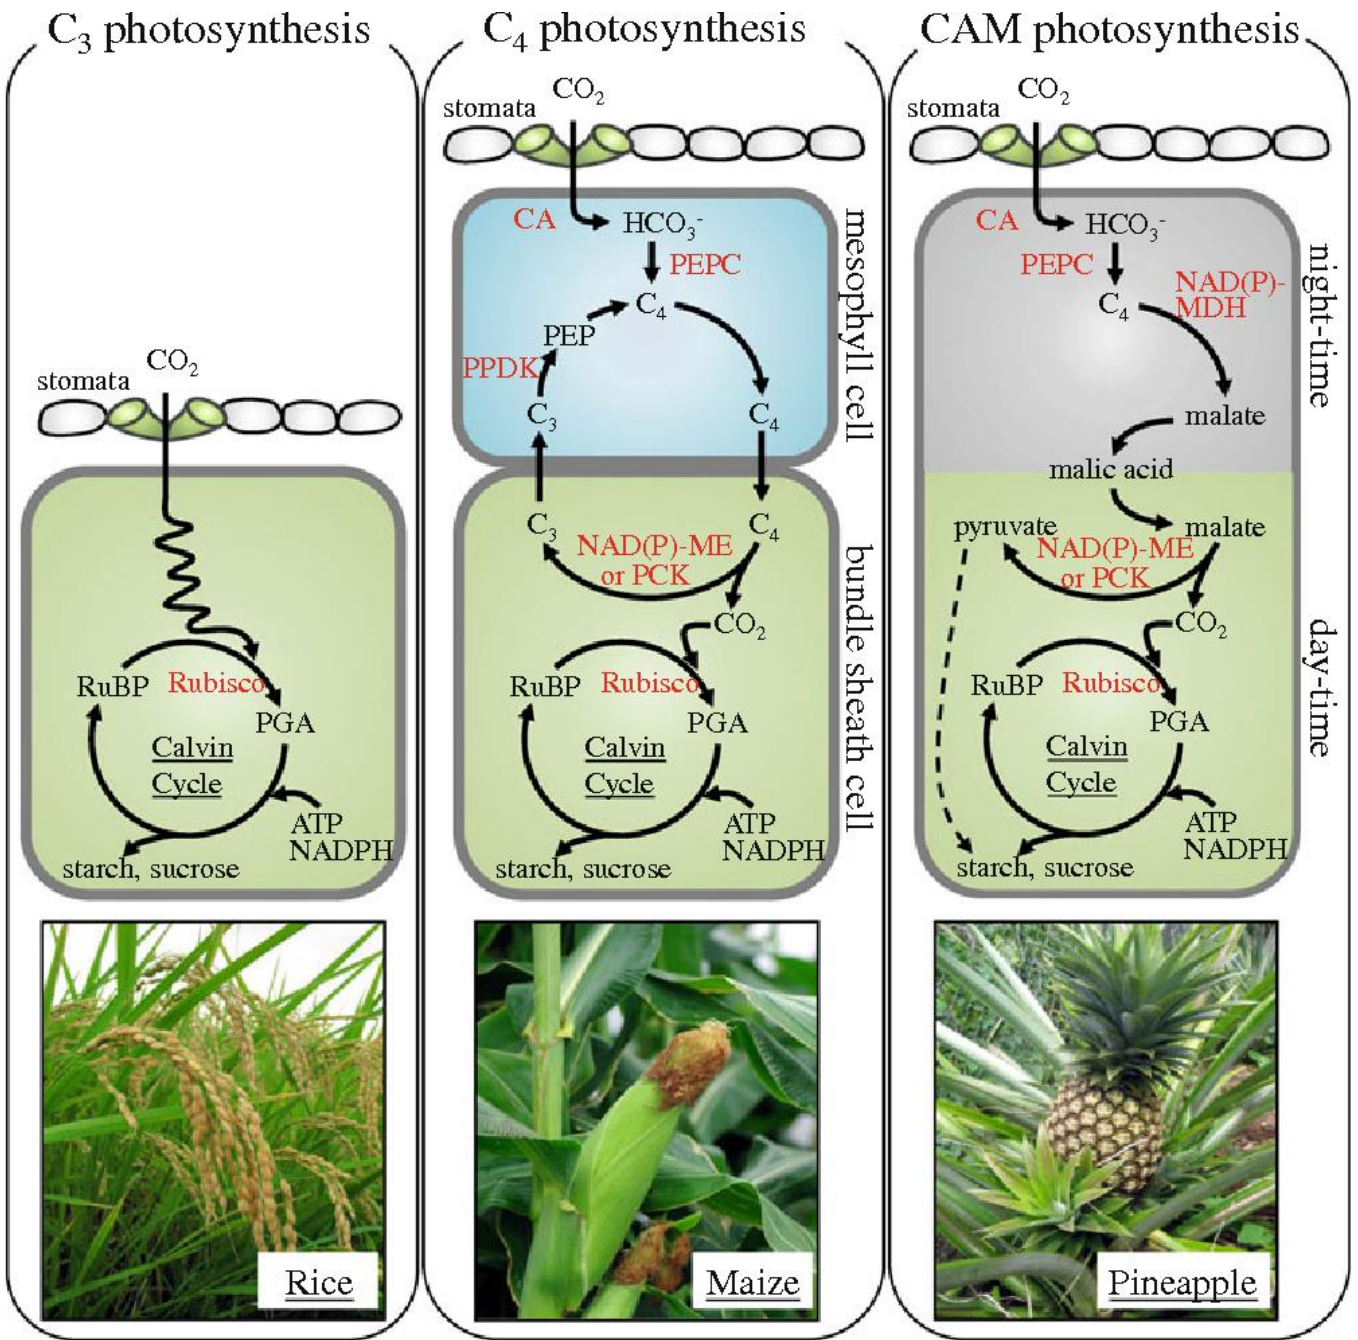 C3 photosynthesis
CO2
stomata
RuBP
Rubisco
PGA
Calvin
Cycle
ATP
NADPH
starch, sucrose
Rice
C4 photosynthesis
CO2
stomata
CA
HCO3-
PEPC
C4
PEP
PPDK
C3
C4
mesophyll cell
C3
C4
NAD(P)-ME
or PCK
CO2
RuBP
Rubisco
PGA
Calvin
Cycle
ATP
NADPH
starch, sucrose
bundle sheath cell
Maize
CAM photosynthesis
CO2
stomata
CA
HCO3-
PEPC
NAD(P)-
MDH
C4
malate
malic acid
night-time
pyruvate
malate
NAD(P)-ME
or PCK
CO2
RuBP
Rubisco
PGA
Calvin
Cycle
ATP
NADPH
starch, sucrose
day-time
Pineapple